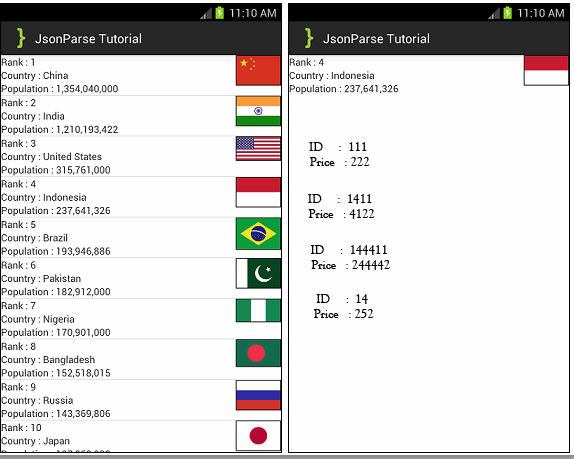 11:10 AM
JsonParse Tutorial
Rank : 1
Country : China
Population : 1,354,040,000
Rank : 2
Country : India
Population : 1,210,193,422
Rank : 3
Country : United States
Population : 315,761,000
Rank : 4
Country : Indonesia
Population : 237,641,326
Rank : 5
Country : Brazil
Population : 193,946,886
Rank : 6
Country : Pakistan
Population : 182,912,000
Rank : 7
Country : Nigeria
Population : 170,901,000
Rank : 8
Country : Bangladesh
Population : 152,518,015
Rank : 9
Country : Russia
Population : 143,369,806
Rank : 10
Country : Japan
11:10 AM
JsonParse Tutorial
Rank : 4
Country : Indonesia
Population : 237,641,326
ID : 111
Price : 222
ID : 1411
Price : 4122
ID : 144411
Price : 244442
ID : 14
Price : 252